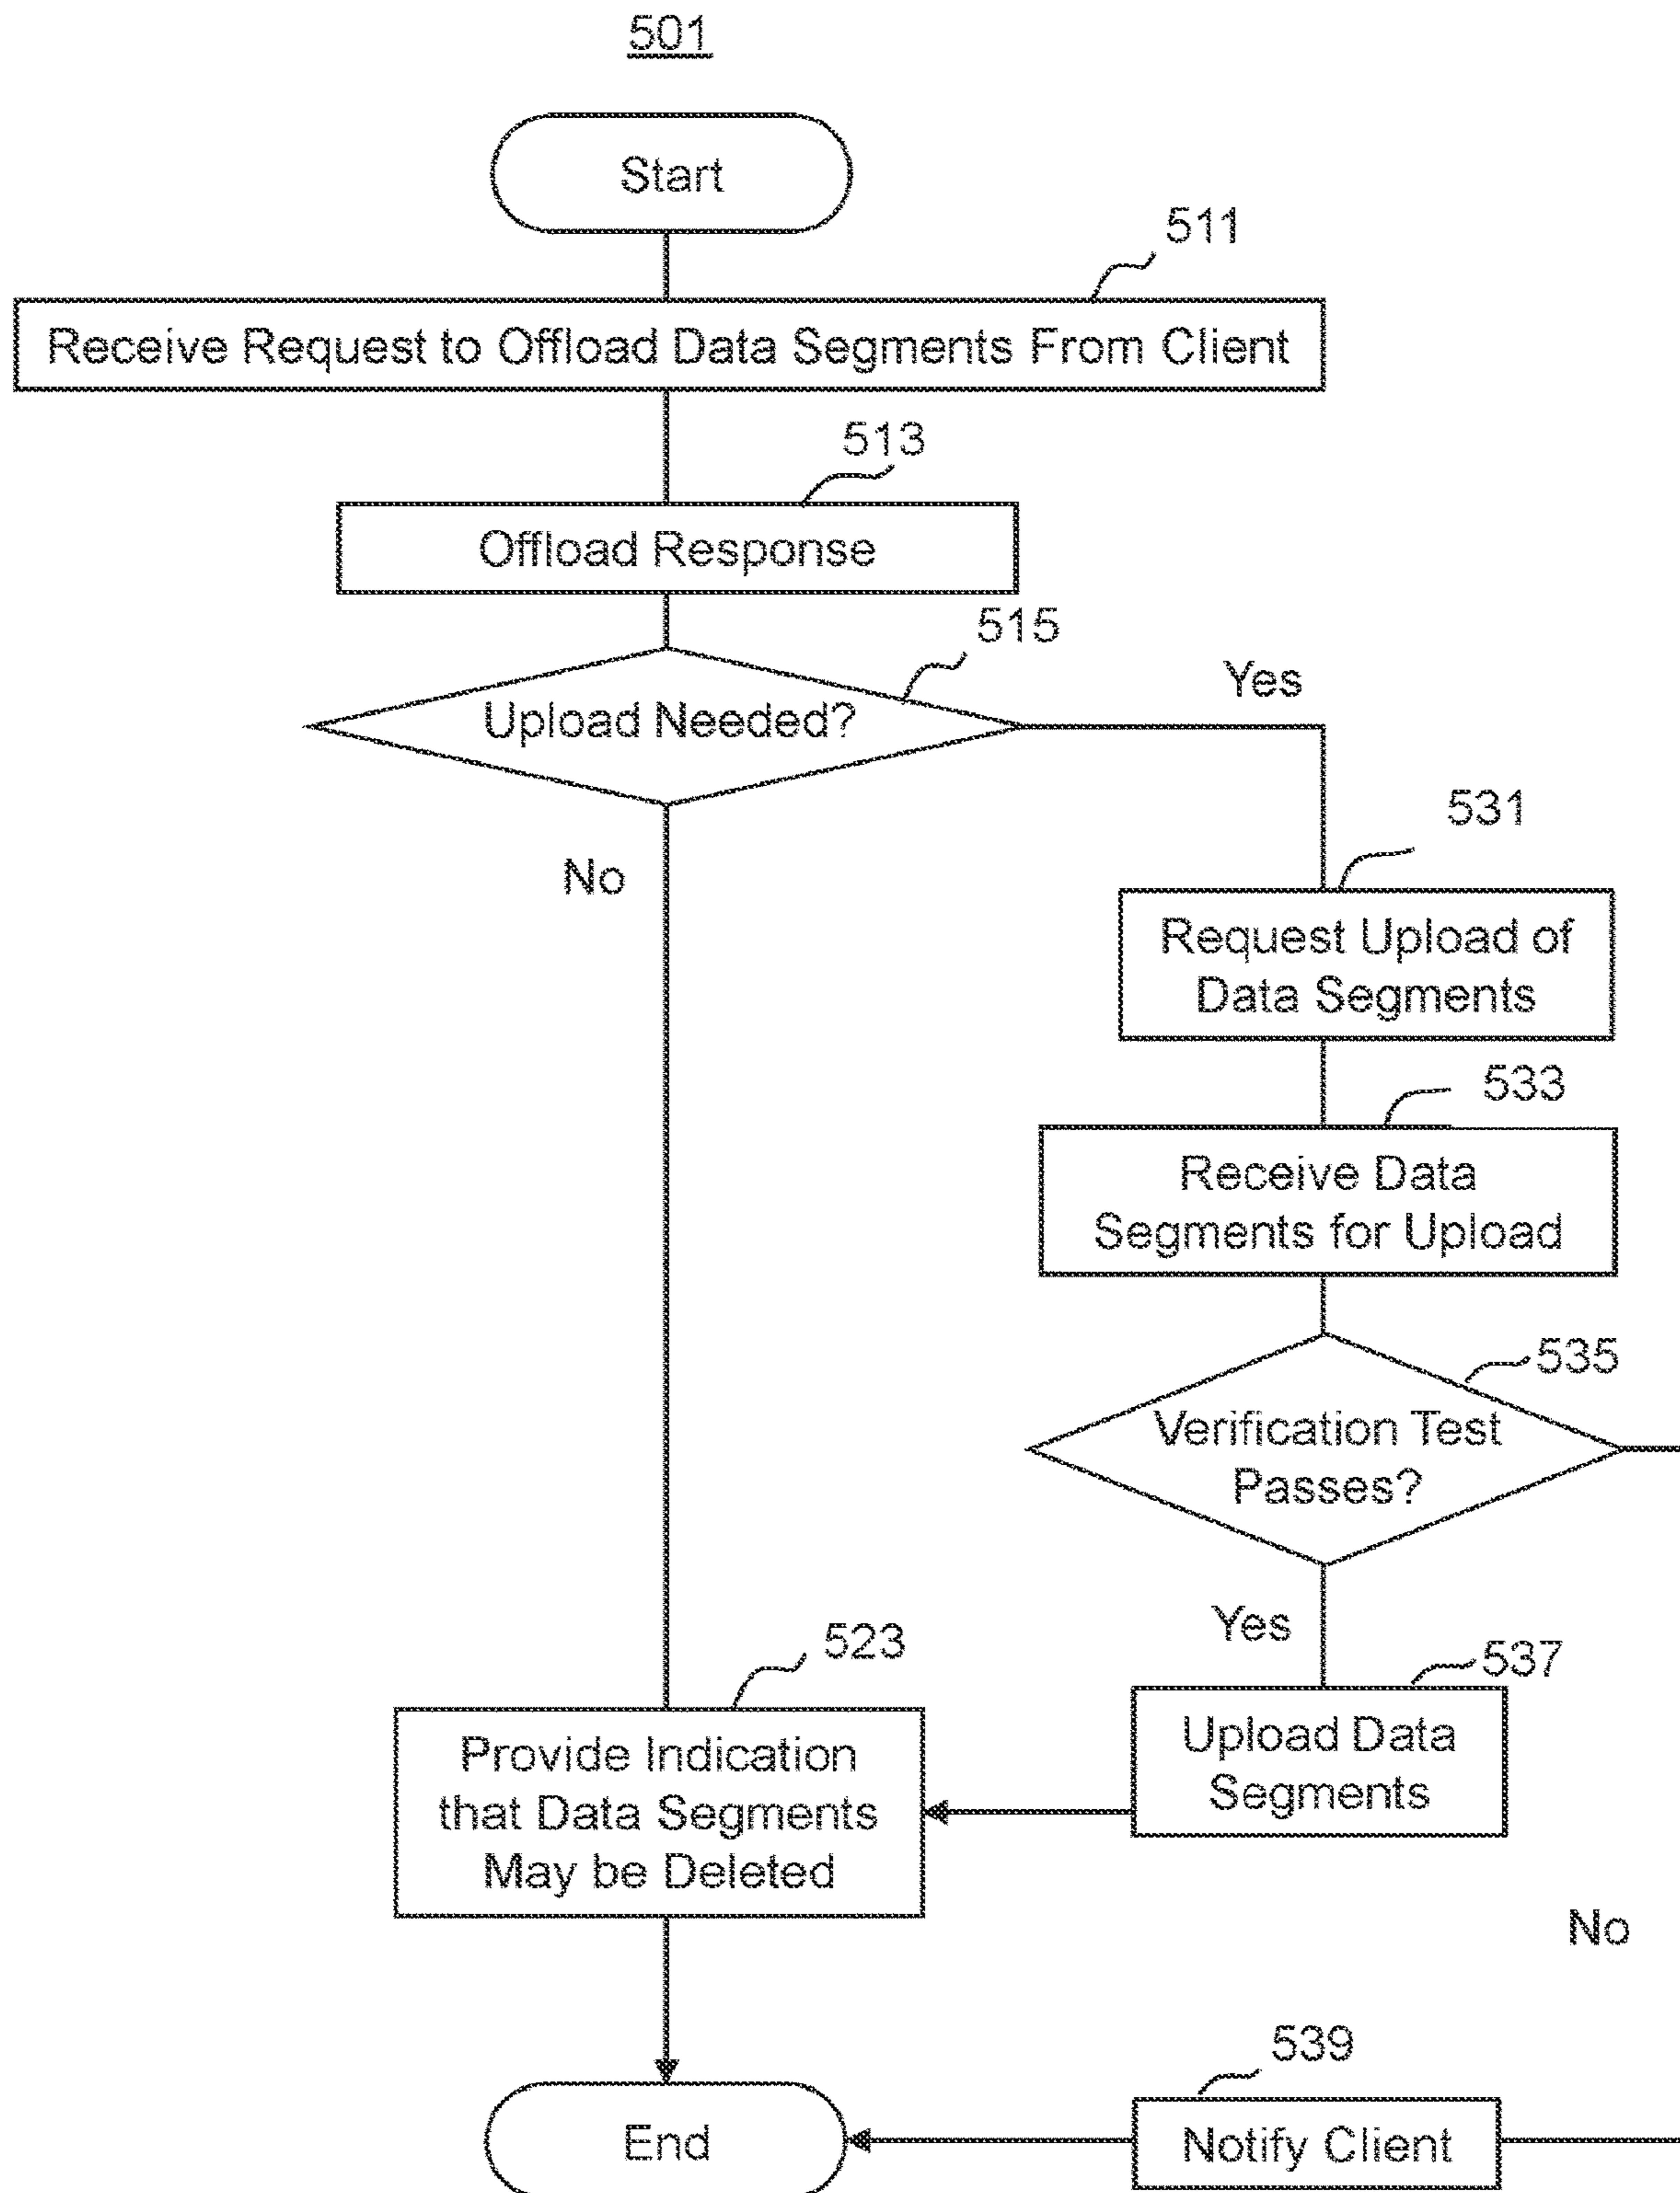 501
Start
511
Receive Request to Offload Data Segments From Client
513
Offload Response
515
Upload Needed?
Yes
No
531
Request Upload of
Data Segments
533
Receive Data
Segments for Upload
535
Verification Test
Passes?
Yes
537
Upload Data
Segments
523
Provide Indication
that Data Segments
May be Deleted
No
539
Notify Client
End